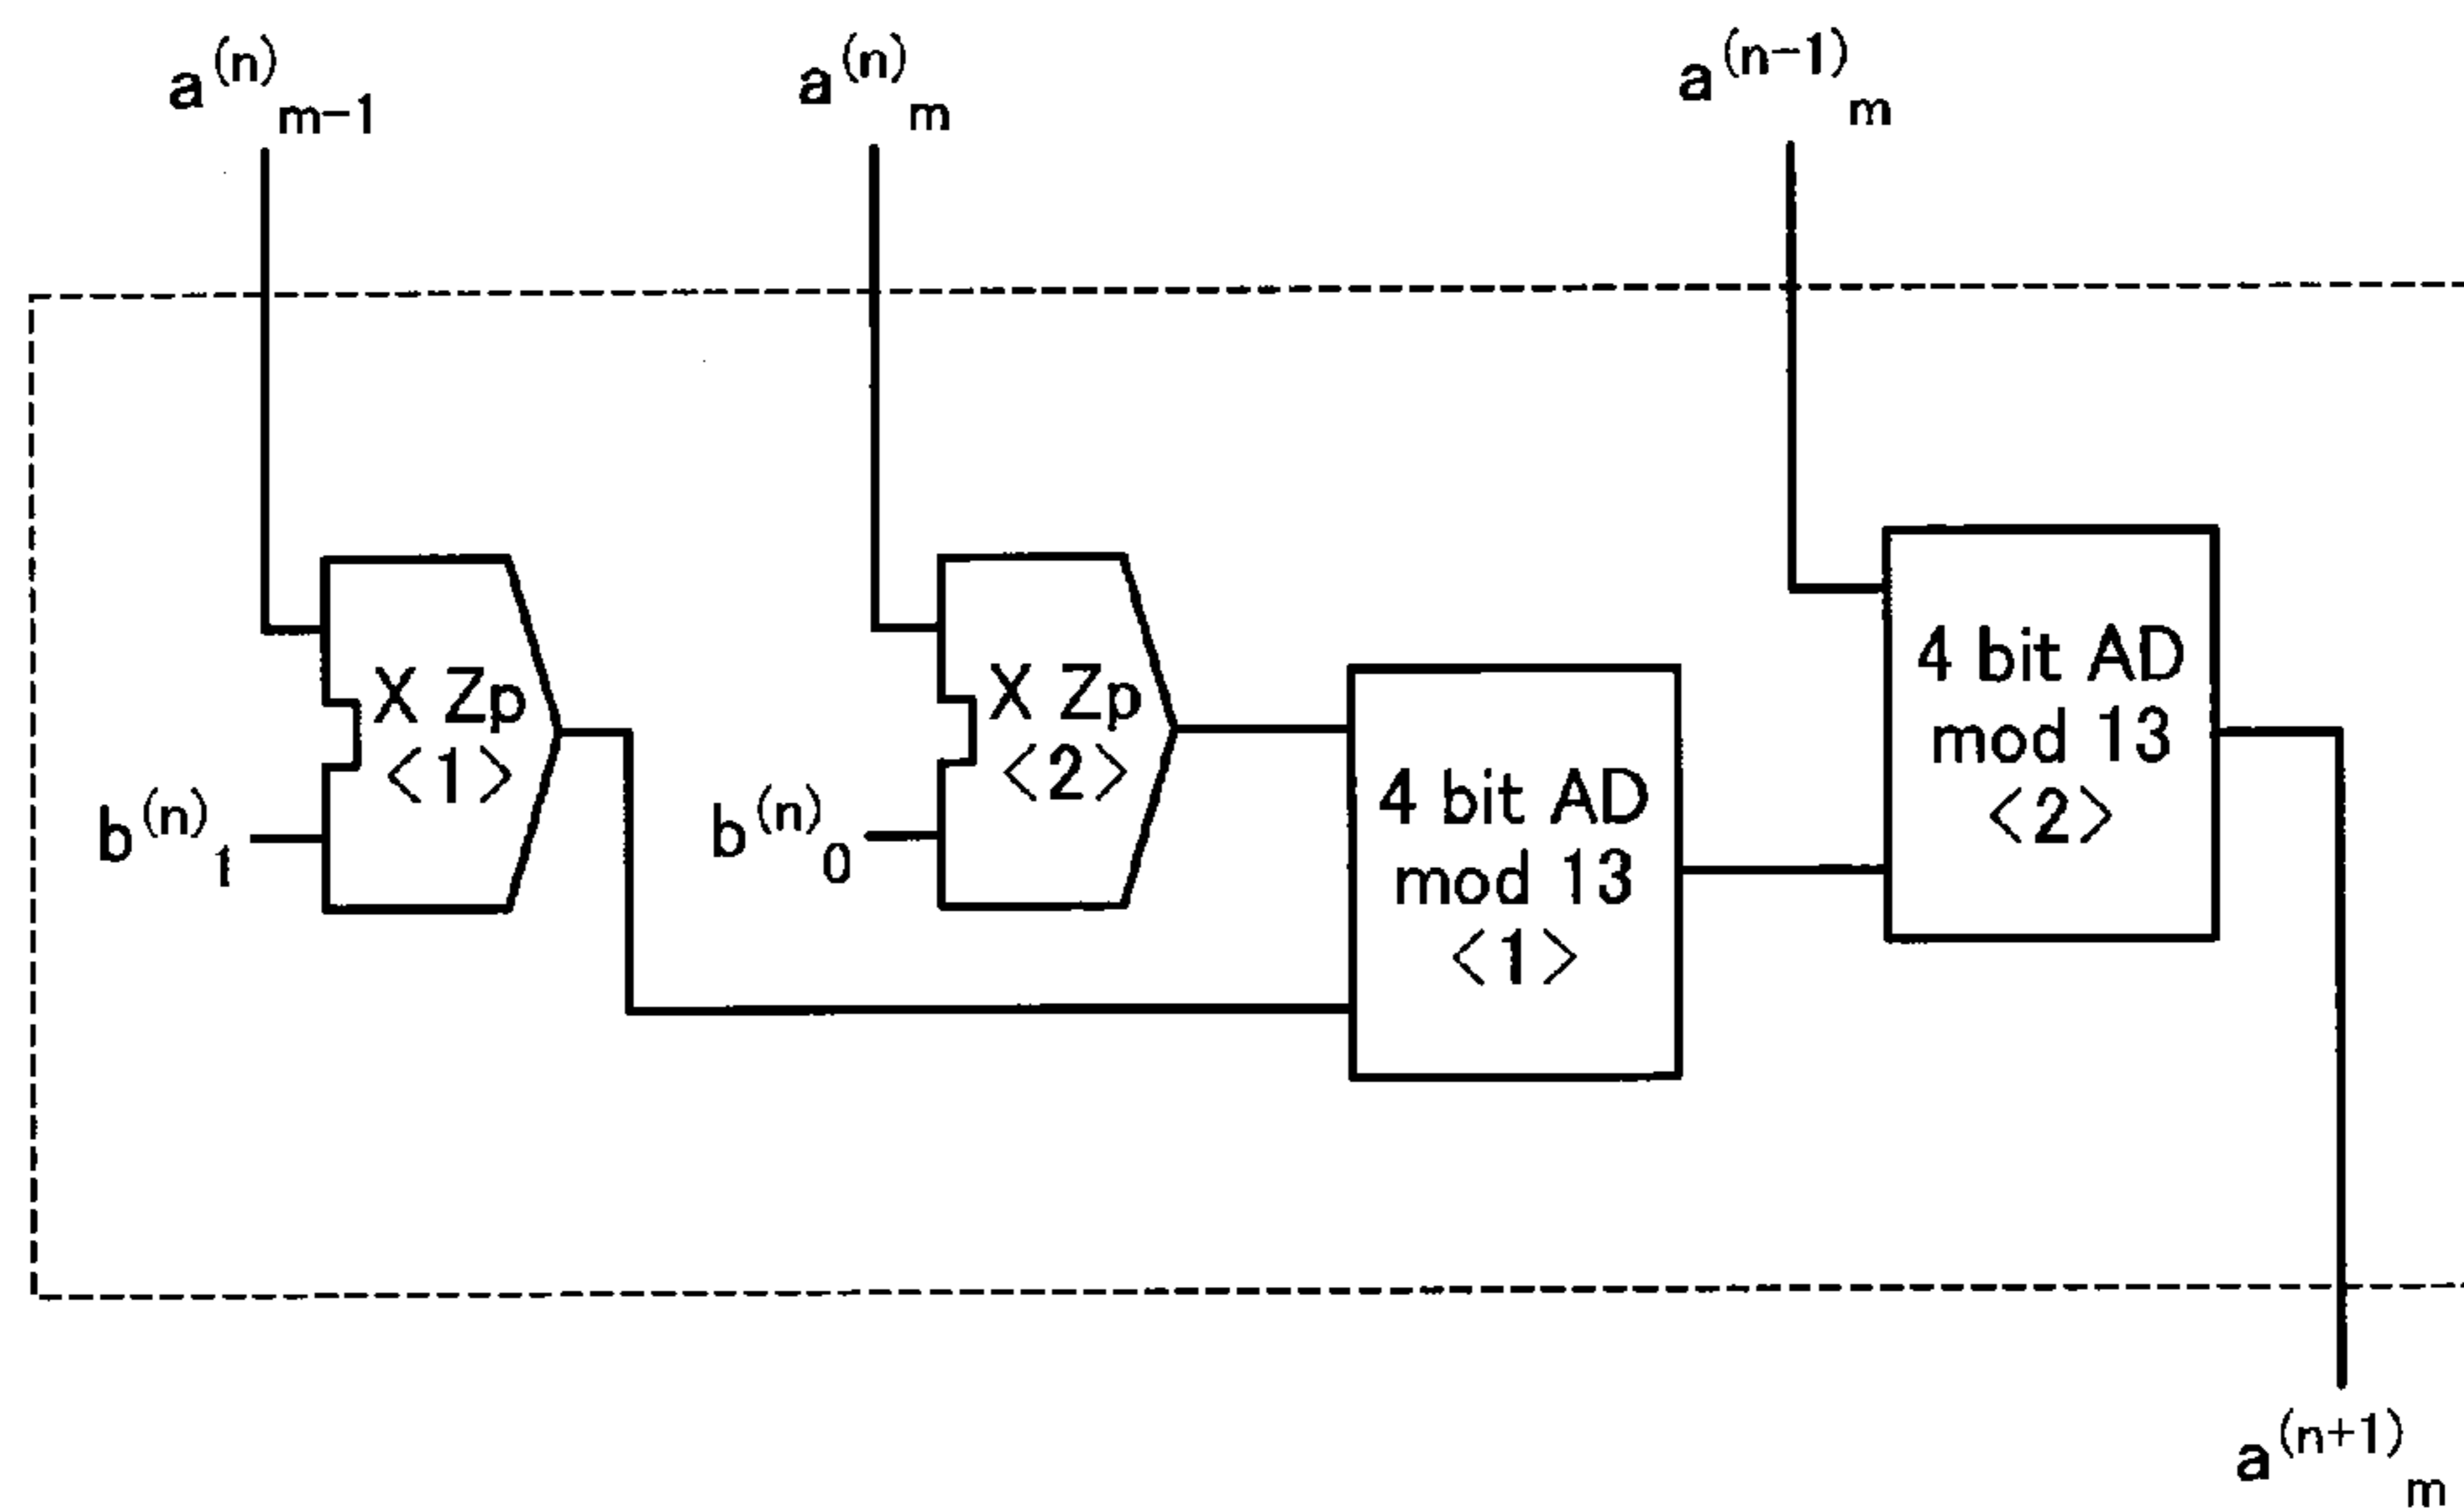 a(n)m-1
a(n)m
a(n-1)m
X Zp
<1>
b(n)1
X Zp
<2>
b(n)0
4 bit AD
mod 13
<1>
4 bit AD
mod 13
<2>
a(n+1)m